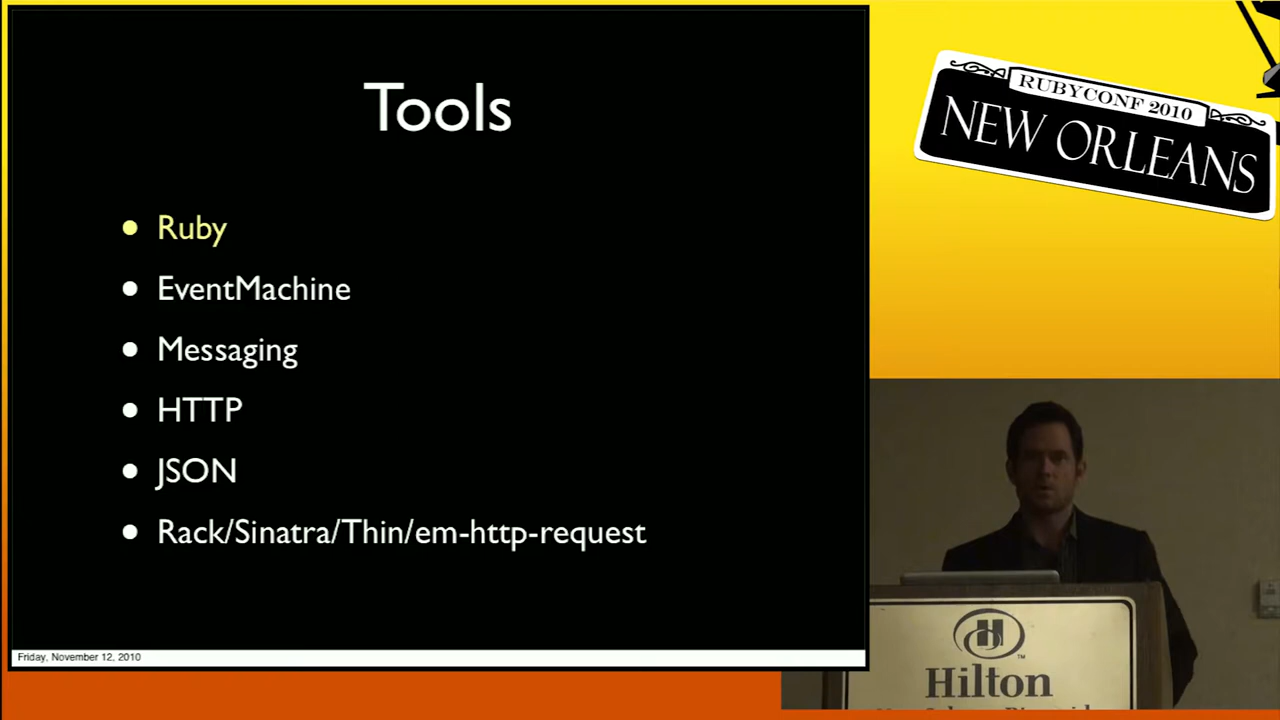 Tools
• Ruby
• EventMachine
• Messaging
• HTTP
• JSON
• Rack/Sinatra/Thin/em-http-request
Friday, November 12, 2010
RUBYCONF 2010
NEW ORLEANS
Hilton